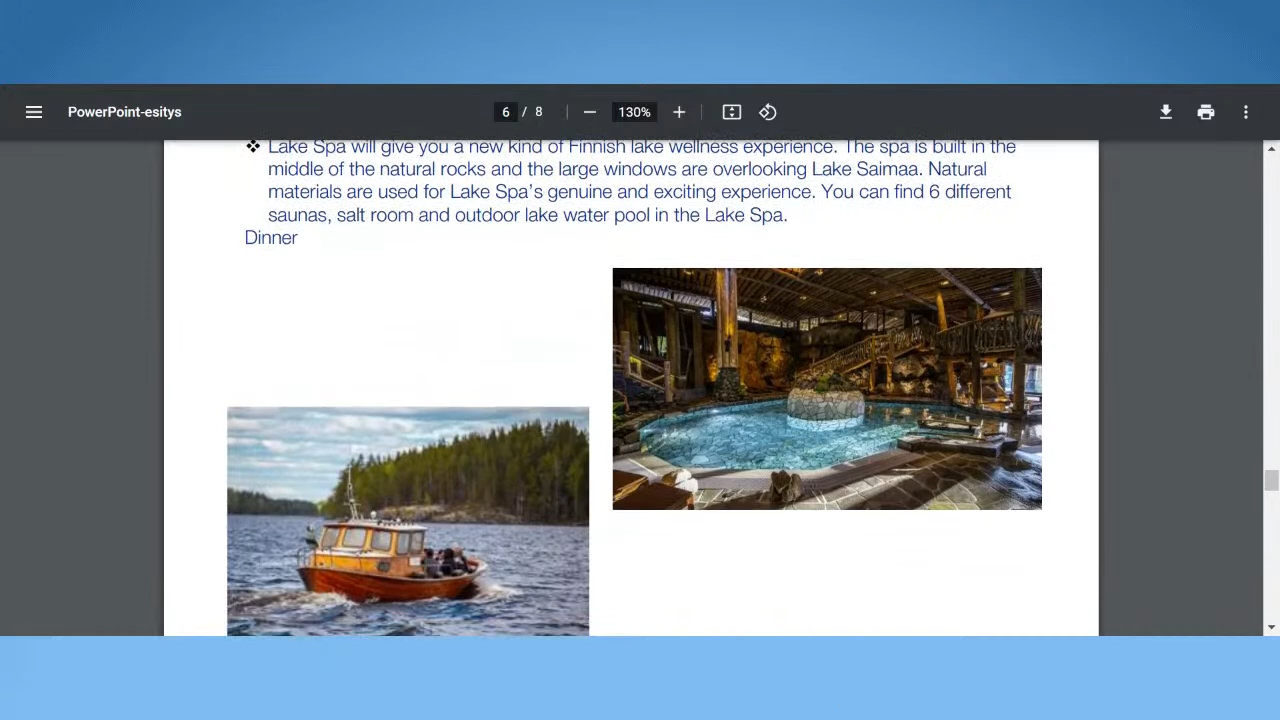 PowerPoint-esitys
6 / 8
130%
❖ Lake Spa will give you a new kind of Finnish lake wellness experience. The spa is built in the
middle of the natural rocks and the large windows are overlooking Lake Saimaa. Natural
materials are used for Lake Spa's genuine and exciting experience. You can find 6 different
saunas, salt room and outdoor lake water pool in the Lake Spa.
Dinner